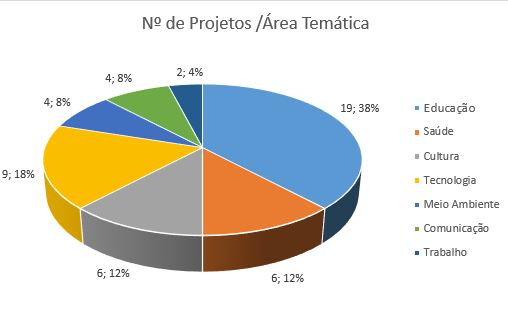 Nº de Projetos /Área Temática
2; 4%
4; 8%
4; 8%
19; 38%
9; 18%
6; 12%
6; 12%
Educação
Saúde
Cultura
Tecnologia
Meio Ambiente
Comunicação
Trabalho